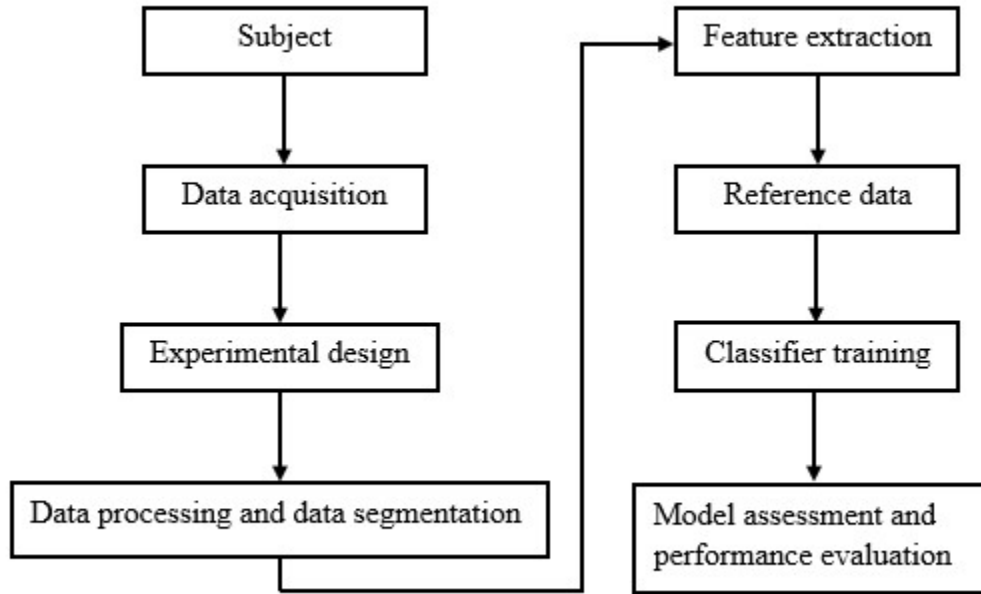 Subject
Data acquisition
Experimental design
Data processing and data segmentation
Feature extraction
Reference data
Classifier training
Model assessment and
performance evaluation